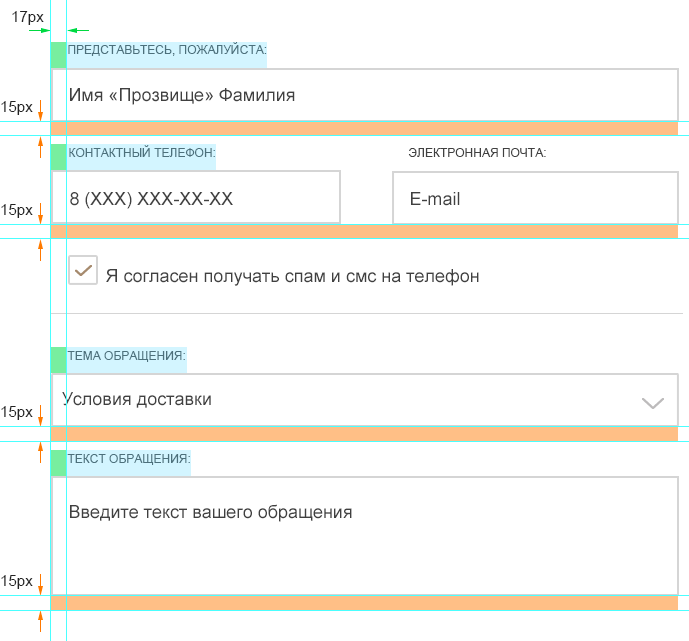 17px
ПРЕДСТАВЬТЕСЬ, ПОЖАЛУЙСТА:
Имя «Прозвище» Фамилия
15px
КОНТАКТНЫЙ ТЕЛЕФОН: ЭЛЕКТРОННАЯ ПОЧТА:
8 (XXX) XXX-XX-XX E-mail
15px
Я согласен получать спам и смс на телефон
ТЕМА ОБРАЩЕНИЯ:
Условия доставки
15px
ТЕКСТ ОБРАЩЕНИЯ:
Введите текст вашего обращения
15px